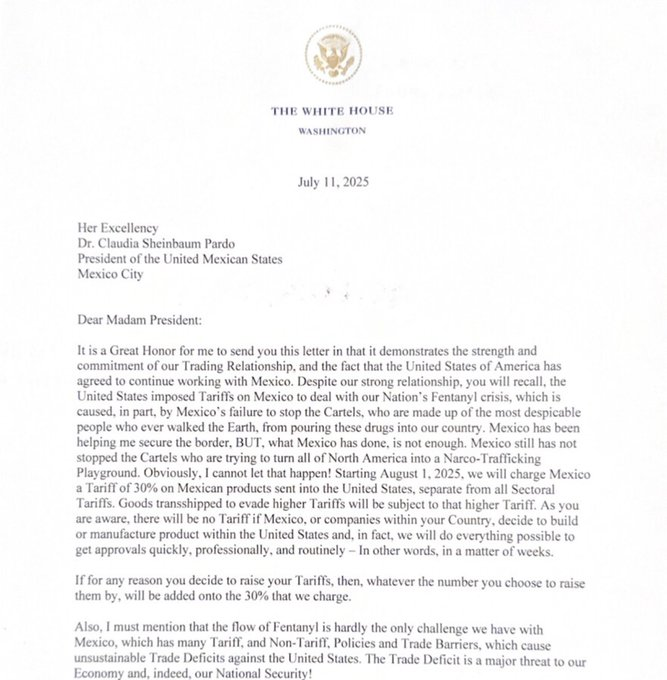 THE WHITE HOUSE
WASHINGTON
July 11, 2025
Her Excellency
Dr. Claudia Sheinbaum Pardo
President of the United Mexican States
Mexico City
Dear Madam President:
It is a Great Honor for me to send you this letter in that it demonstrates the strength and
commitment of our Trading Relationship, and the fact that the United States of America has
agreed to continue working with Mexico. Despite our strong relationship, you will recall, the
United States imposed Tariffs on Mexico to deal with our Nation's Fentanyl crisis, which is
caused, in part, by Mexico's failure to stop the Cartels, who are made up of the most despicable
people who ever walked the Earth, from pouring these drugs into our country. Mexico has been
helping me secure the border, BUT, what Mexico has done, is not enough. Mexico still has not
stopped the Cartels who are trying to turn all of North America into a Narco-Trafficking
Playground. Obviously, I cannot let that happen! Starting August 1, 2025, we will charge Mexico
a Tariff of 30% on Mexican products sent into the United States, separate from all Sectoral
Tariffs. Goods transshipped to evade higher Tariffs will be subject to that higher Tariff. As you
are aware, there will be no Tariff if Mexico, or companies within your Country, decide to build
or manufacture product within the United States and, in fact, we will do everything possible to
get approvals quickly, professionally, and routinely – In other words, in a matter of weeks.
If for any reason you decide to raise your Tariffs, then, whatever the number you choose to raise
them by, will be added onto the 30% that we charge.
Also, I must mention that the flow of Fentanyl is hardly the only challenge we have with
Mexico, which has many Tariff, and Non-Tariff, Policies and Trade Barriers, which cause
unsustainable Trade Deficits against the United States. The Trade Deficit is a major threat to our
Economy and, indeed, our National Security!